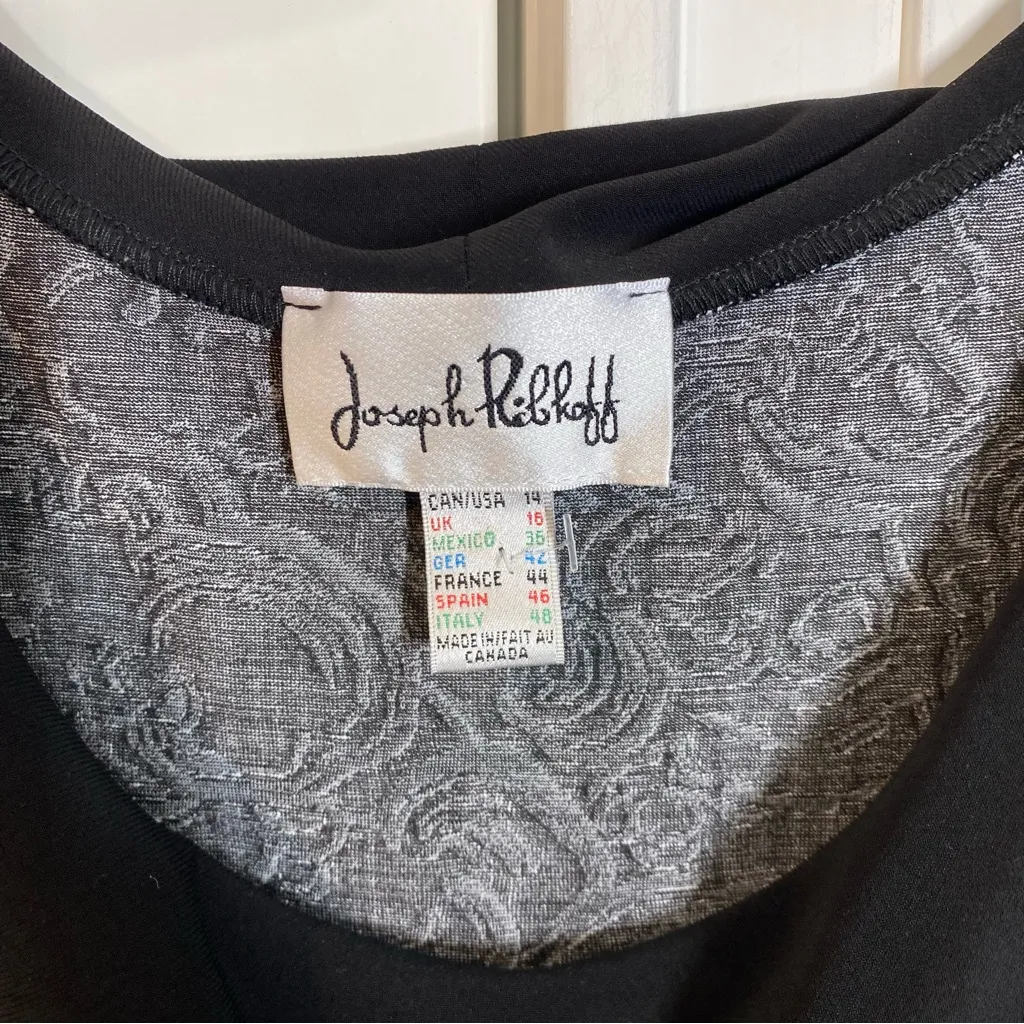 Joseph Ribkoff
CAN/USA 14
UK 16
MEXICO 36
GER 42
FRANCE 44
SPAIN 46
ITALY 48
MADE IN/FAIT AU
CANADA